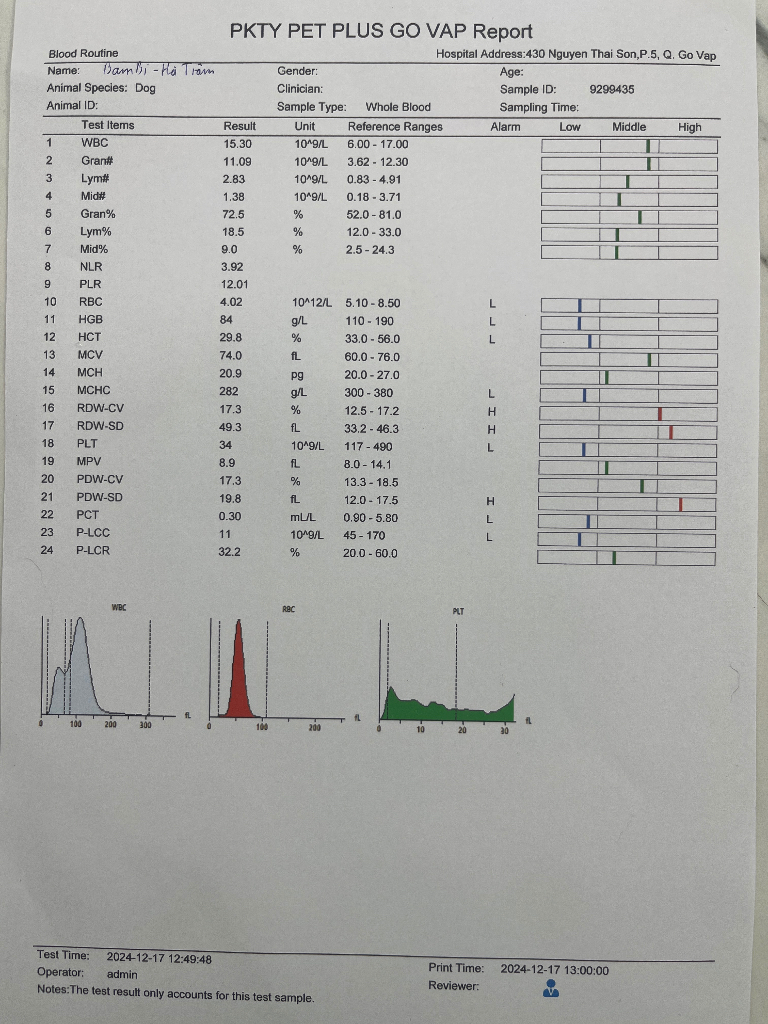 PKTY PET PLUS GO VAP Report
Blood Routine Hospital Address:430 Nguyen Thai Son,P.5, Q. Go Vap
Name: BamBi - Hà Trâm Gender: Age:
Animal Species: Dog Clinician: Sample ID: 9299435
Animal ID: Sample Type: Whole Blood Sampling Time:
Test Items Result Unit Reference Ranges Alarm Low Middle High
1 WBC 15.30 10^9/L 6.00 - 17.00
2 Gran# 11.09 10^9/L 3.62 - 12.30
3 Lym# 2.83 10^9/L 0.83 - 4.91
4 Mid# 1.38 10^9/L 0.18 - 3.71
5 Gran% 72.5 % 52.0 - 81.0
6 Lym% 18.5 % 12.0 - 33.0
7 Mid% 9.0 % 2.5 - 24.3
8 NLR 3.92
9 PLR 12.01
10 RBC 4.02 10^12/L 5.10 - 8.50 L
11 HGB 84 g/L 110 - 190 L
12 HCT 29.8 % 33.0 - 56.0 L
13 MCV 74.0 fL 60.0 - 76.0
14 MCH 20.9 pg 20.0 - 27.0
15 MCHC 282 g/L 300 - 380 L
16 RDW-CV 17.3 % 12.5 - 17.2 H
17 RDW-SD 49.3 fL 33.2 - 46.3 H
18 PLT 34 10^9/L 117 - 490 L
19 MPV 8.9 fL 8.0 - 14.1
20 PDW-CV 17.3 % 13.3 - 18.5
21 PDW-SD 19.8 fL 12.0 - 17.5 H
22 PCT 0.30 mL/L 0.90 - 5.80 L
23 P-LCC 11 10^9/L 45 - 170 L
24 P-LCR 32.2 % 20.0 - 60.0
WBC RBC PLT
0 100 200 300 fL 0 100 200 fL 0 10 20 30 fL
Test Time: 2024-12-17 12:49:48 Print Time: 2024-12-17 13:00:00
Operator: admin Reviewer:
Notes:The test result only accounts for this test sample.